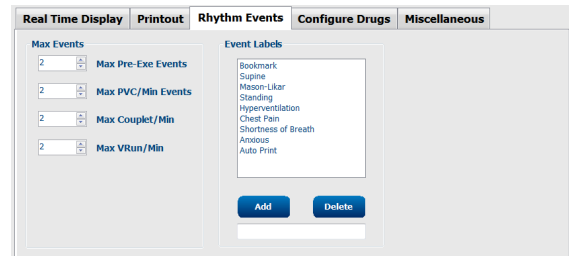 Real Time Display Printout Rhythm Events Configure Drugs Miscellaneous
Max Events
2 Max Pre-Exe Events
2 Max PVC/Min Events
2 Max Couplet/Min
2 Max VRun/Min
Event Labels
Bookmark
Supine
Mason-Likar
Standing
Hyperventilation
Chest Pain
Shortness of Breath
Anxious
Auto Print
Add Delete